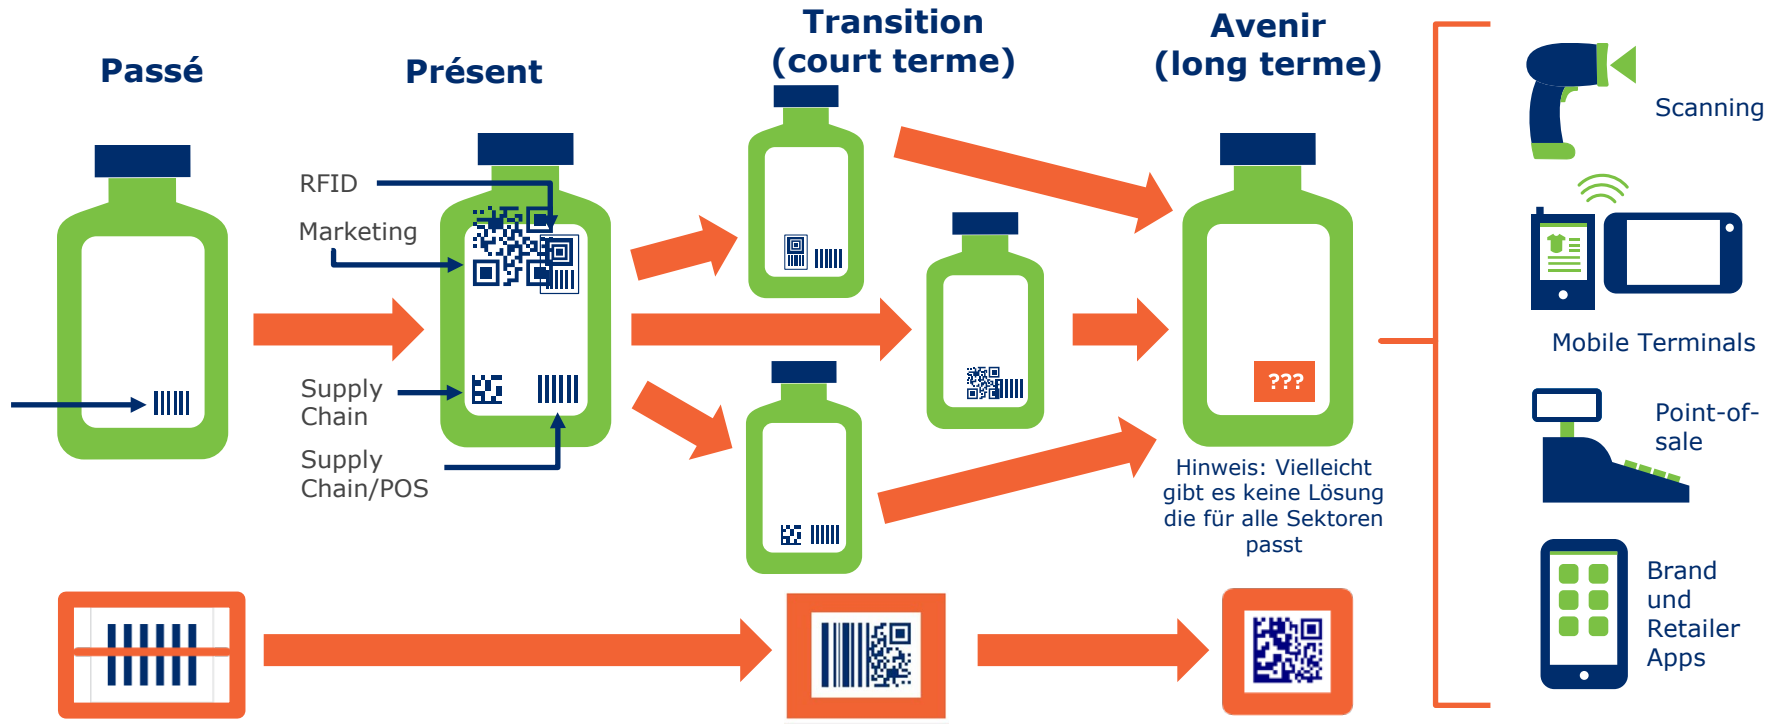 Passé
Présent
Transition
(court terme)
Avenir
(long terme)
RFID
Marketing
Supply
Chain
Supply
Chain/POS
???
Hinweis: Vielleicht
gibt es keine Lösung
die für alle Sektoren
passt
Scanning
Mobile Terminals
Point-of-
sale
Brand
und
Retailer
Apps